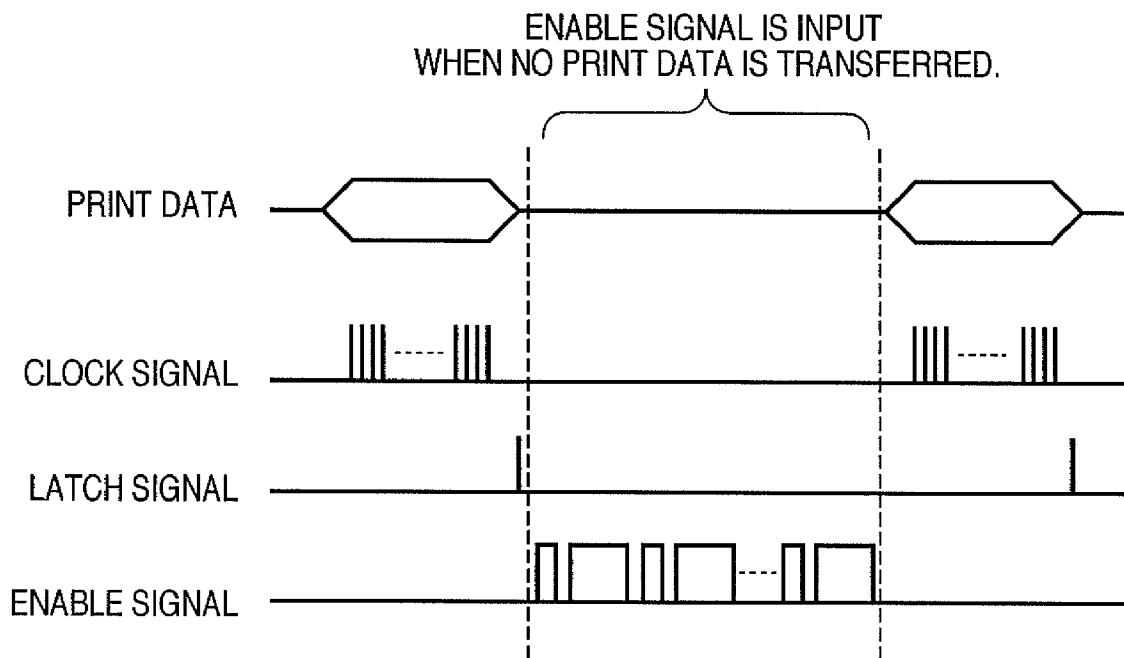 ENABLE SIGNAL IS INPUT
WHEN NO PRINT DATA IS TRANSFERRED.
PRINT DATA
CLOCK SIGNAL
LATCH SIGNAL
ENABLE SIGNAL